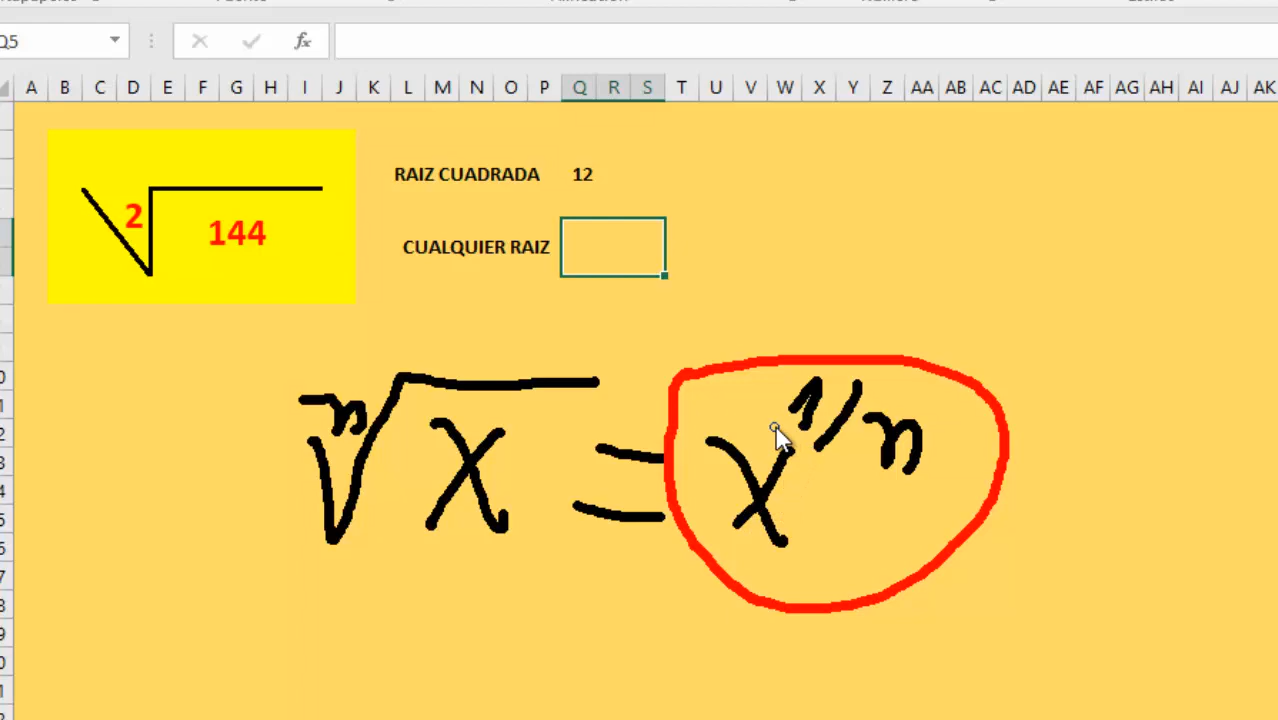 Q5 fx
A B C D E F G H I J K L M N O P Q R S T U V W X Y Z AA AB AC AD AE AF AG AH AI AJ AK
2 144
RAIZ CUADRADA 12
CUALQUIER RAIZ
n√x = x^1/n